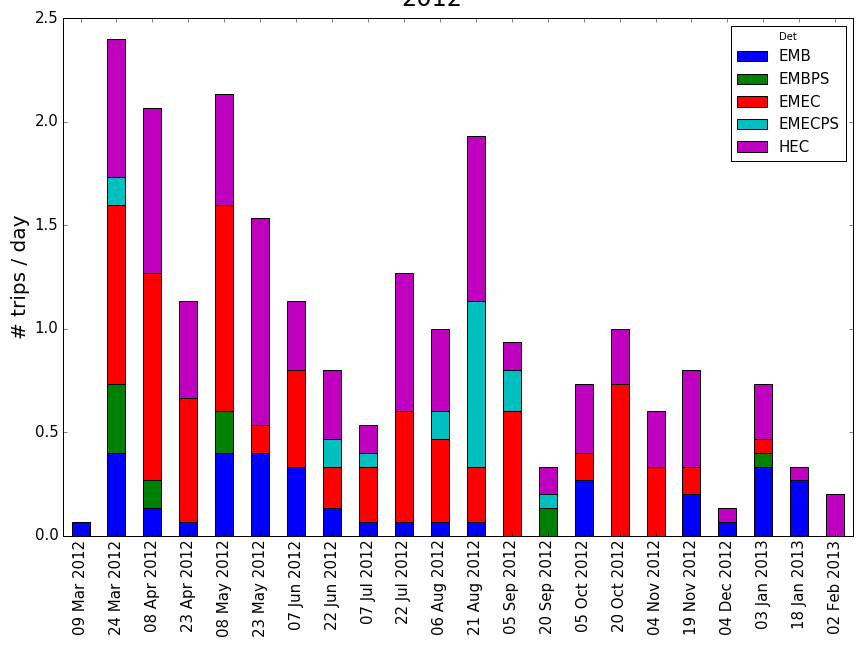 2012
2.5
2.0
1.5
1.0
0.5
0.0
# trips / day
Det
EMB
EMBPS
EMEC
EMECPS
HEC
09 Mar 2012
24 Mar 2012
08 Apr 2012
23 Apr 2012
08 May 2012
23 May 2012
07 Jun 2012
22 Jun 2012
07 Jul 2012
22 Jul 2012
06 Aug 2012
21 Aug 2012
05 Sep 2012
20 Sep 2012
05 Oct 2012
20 Oct 2012
04 Nov 2012
19 Nov 2012
04 Dec 2012
03 Jan 2013
18 Jan 2013
02 Feb 2013